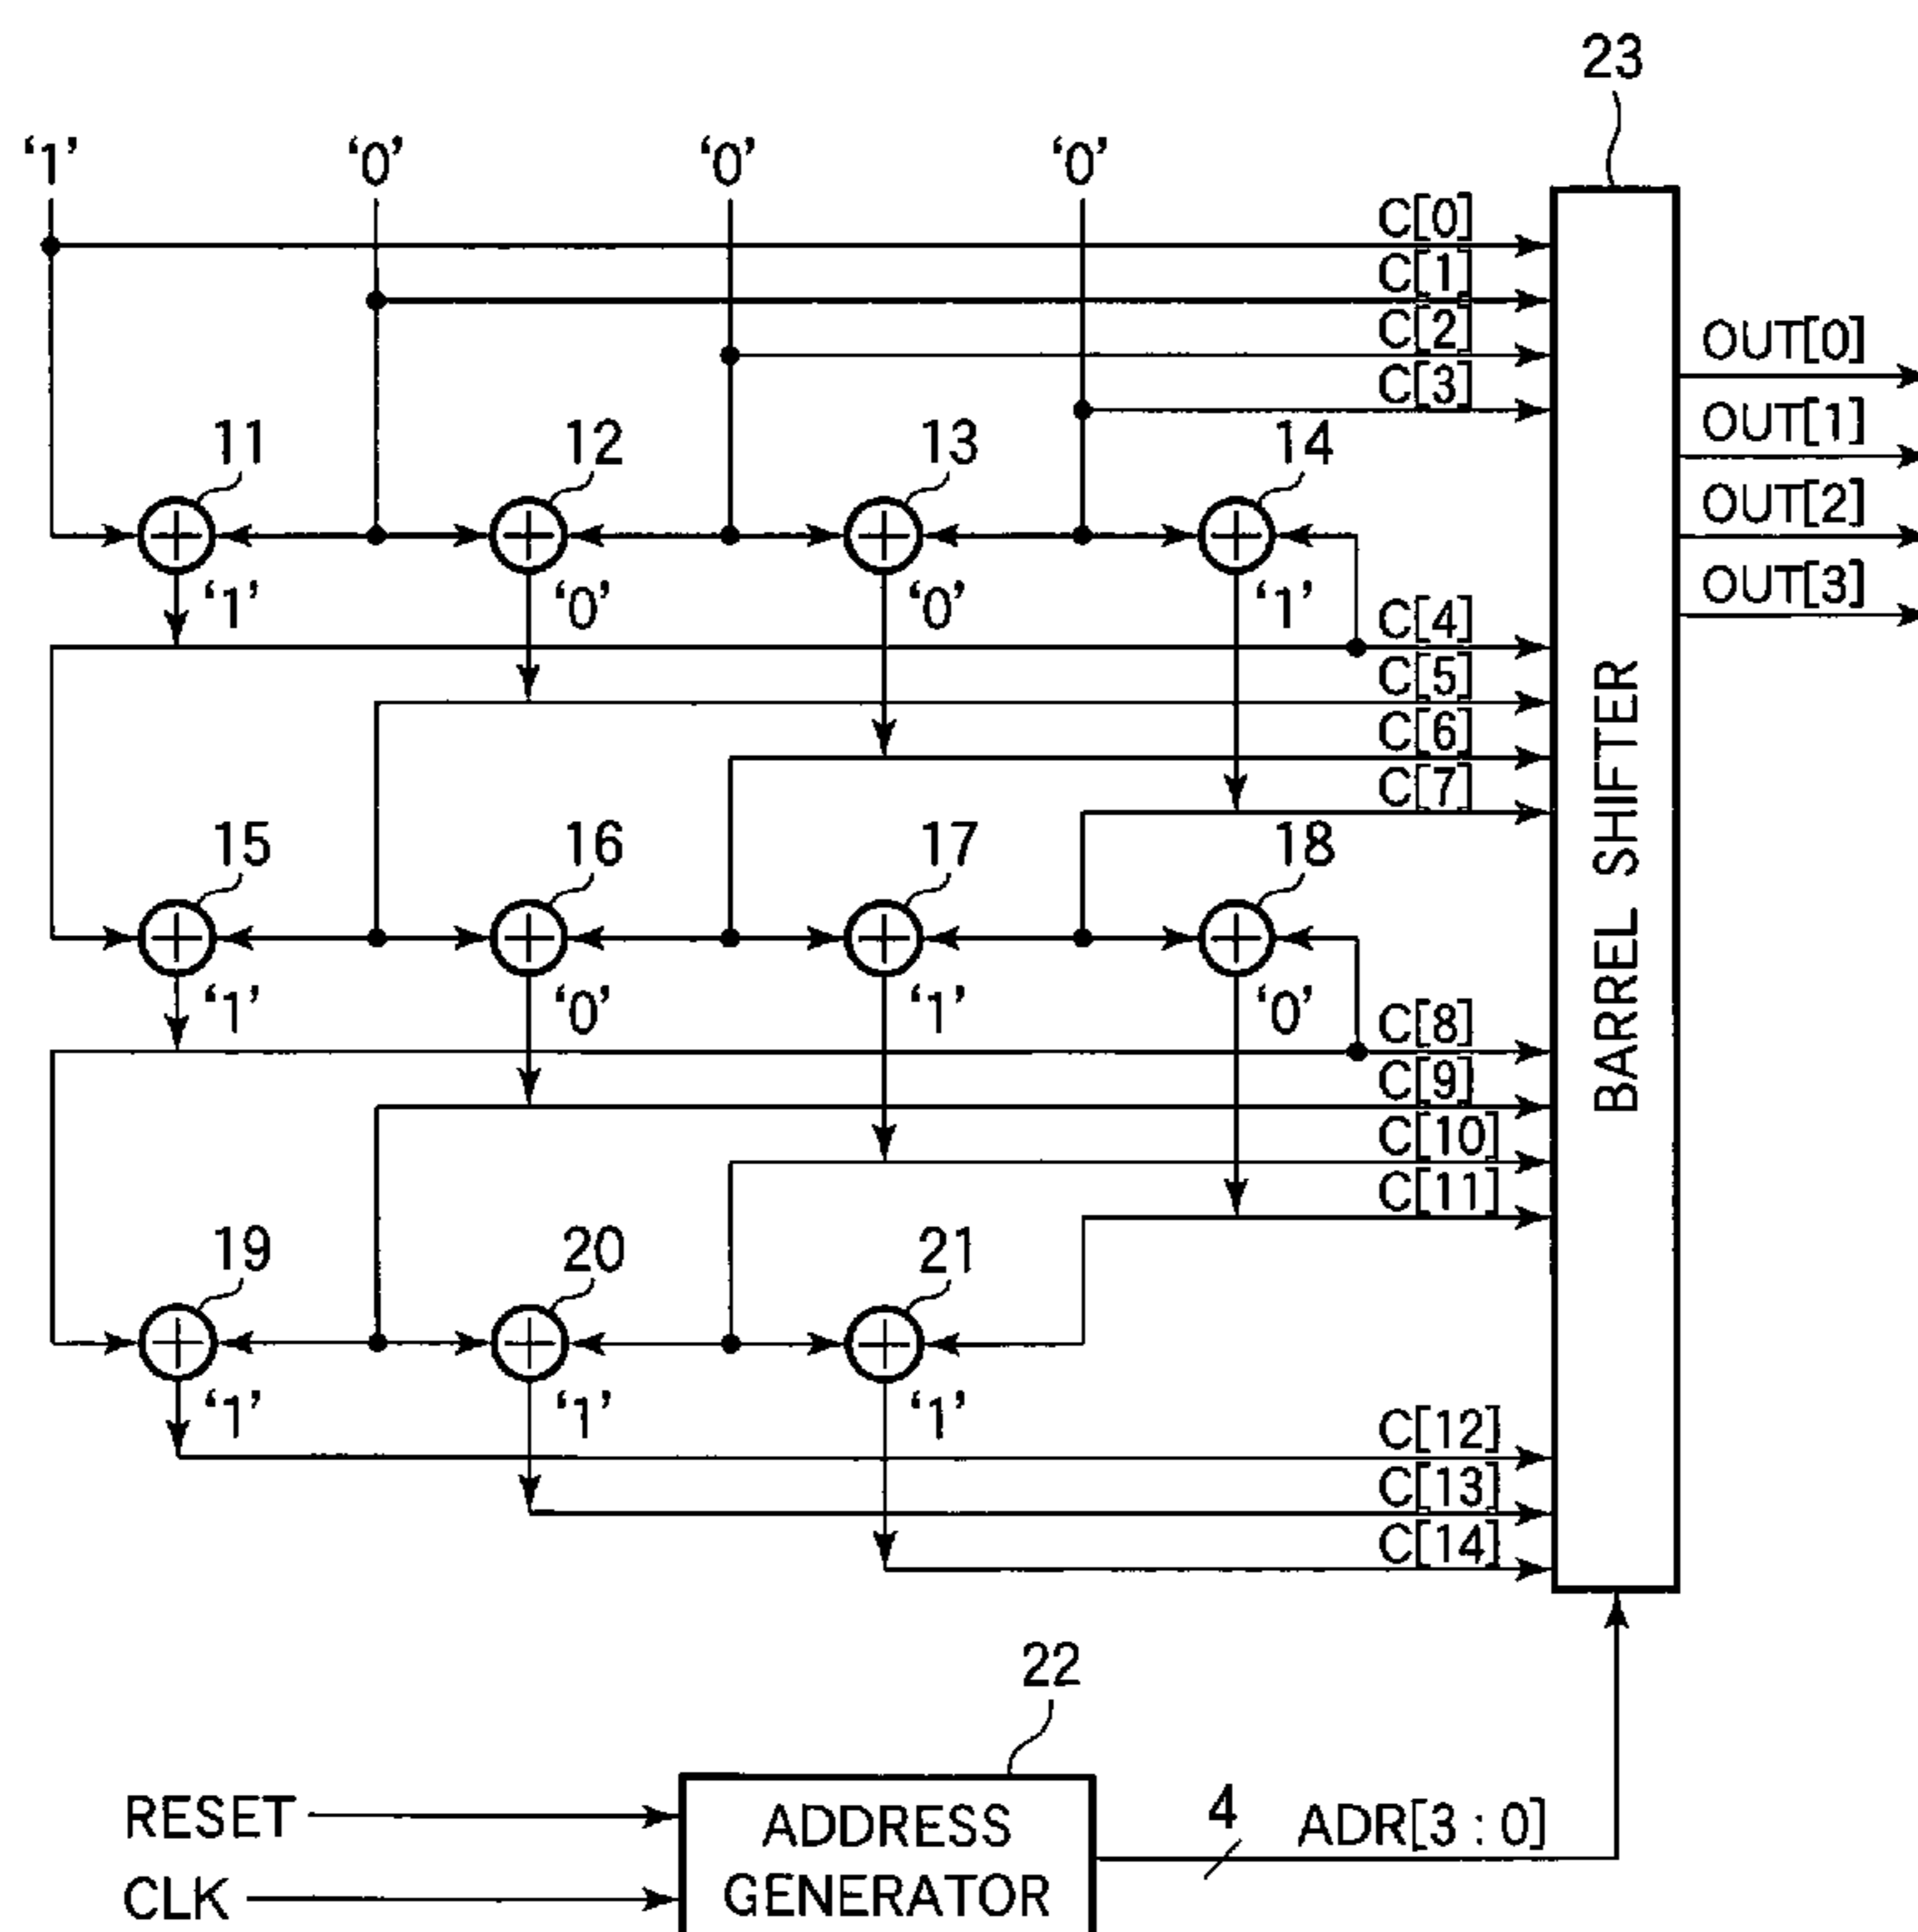 23
‘1’ ‘0’ ‘0’ ‘0’
C[0]
C[1]
C[2]
C[3]
OUT[0]
OUT[1]
OUT[2]
OUT[3]
11 12 13 14
‘1’ ‘0’ ‘0’ ‘1’
C[4]
C[5]
C[6]
C[7]
BARREL SHIFTER
15 16 17 18
‘1’ ‘0’ ‘1’ ‘0’
C[8]
C[9]
C[10]
C[11]
19 20 21
‘1’ ‘1’ ‘1’
C[12]
C[13]
C[14]
22
RESET
CLK
ADDRESS
GENERATOR
4
ADR[3 : 0]